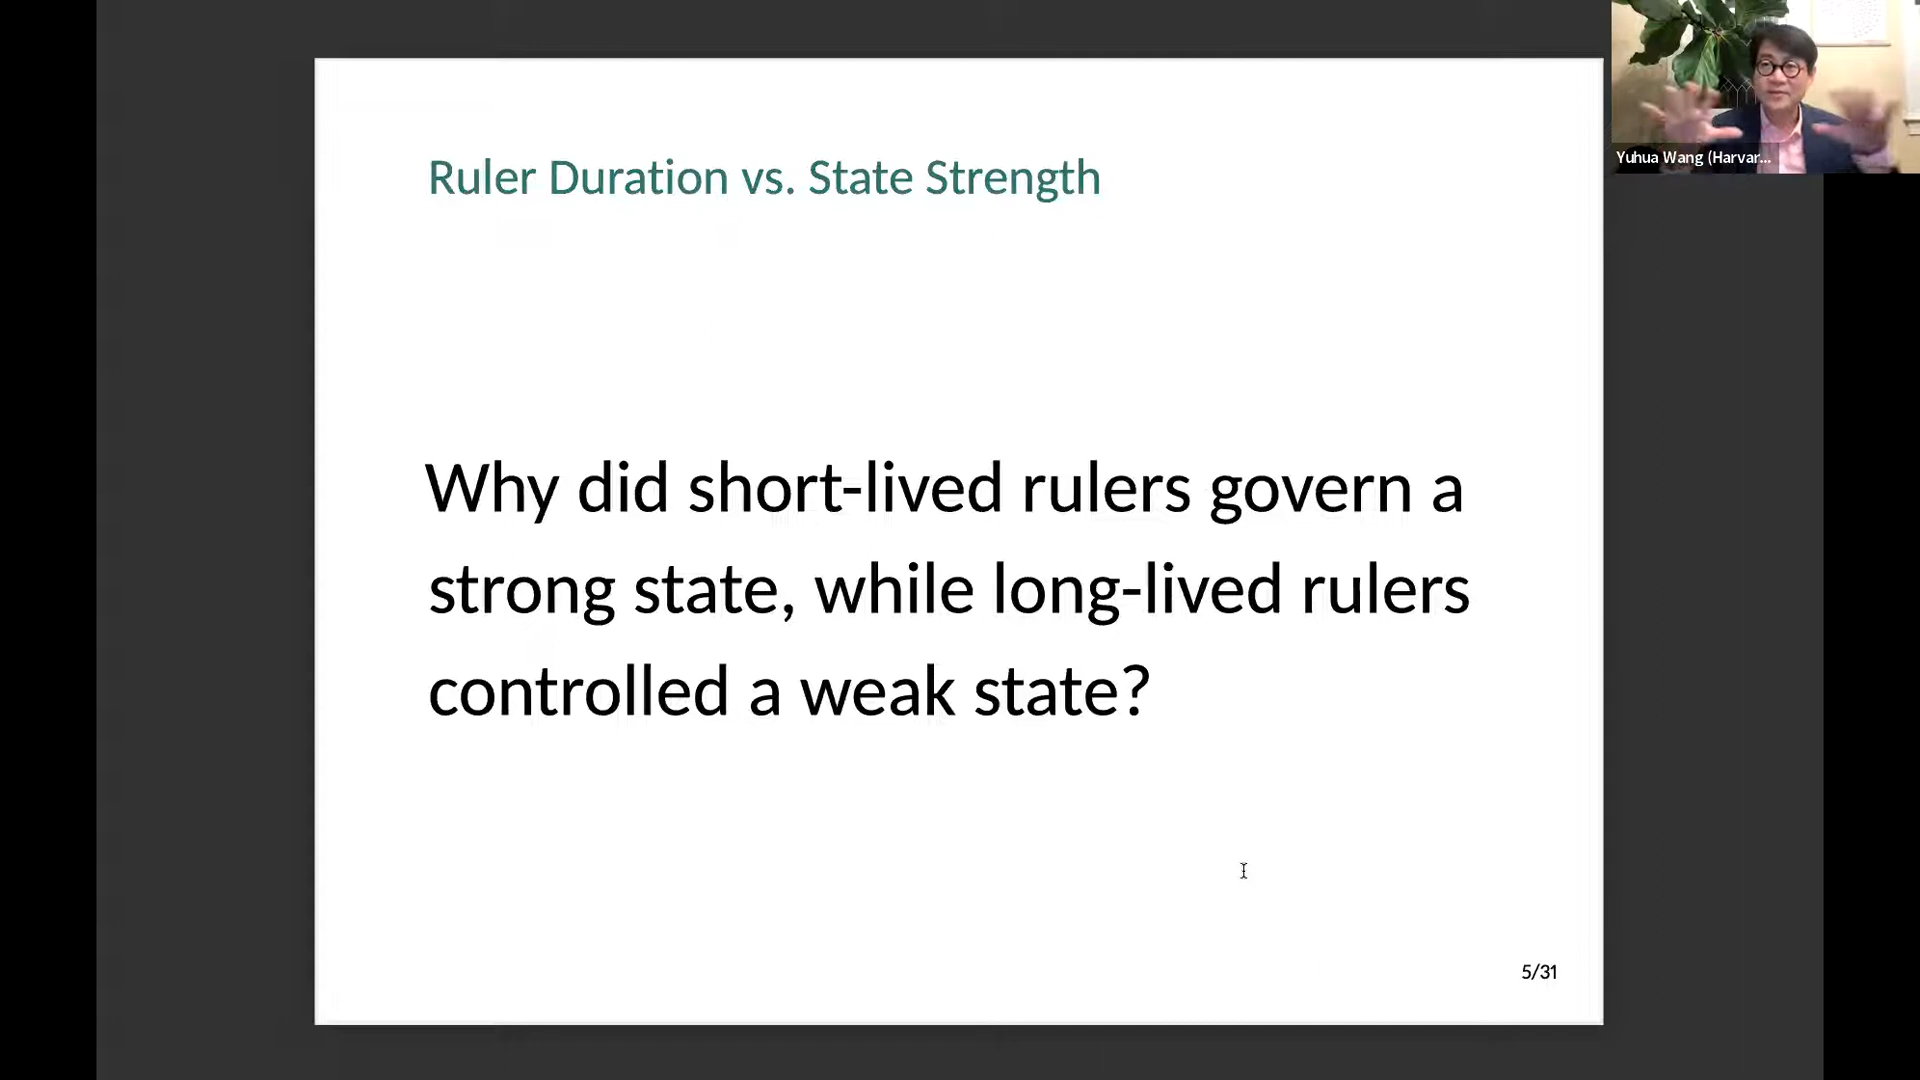 Yuhua Wang (Harvar...
Ruler Duration vs. State Strength
Why did short-lived rulers govern a
strong state, while long-lived rulers
controlled a weak state?
5/31